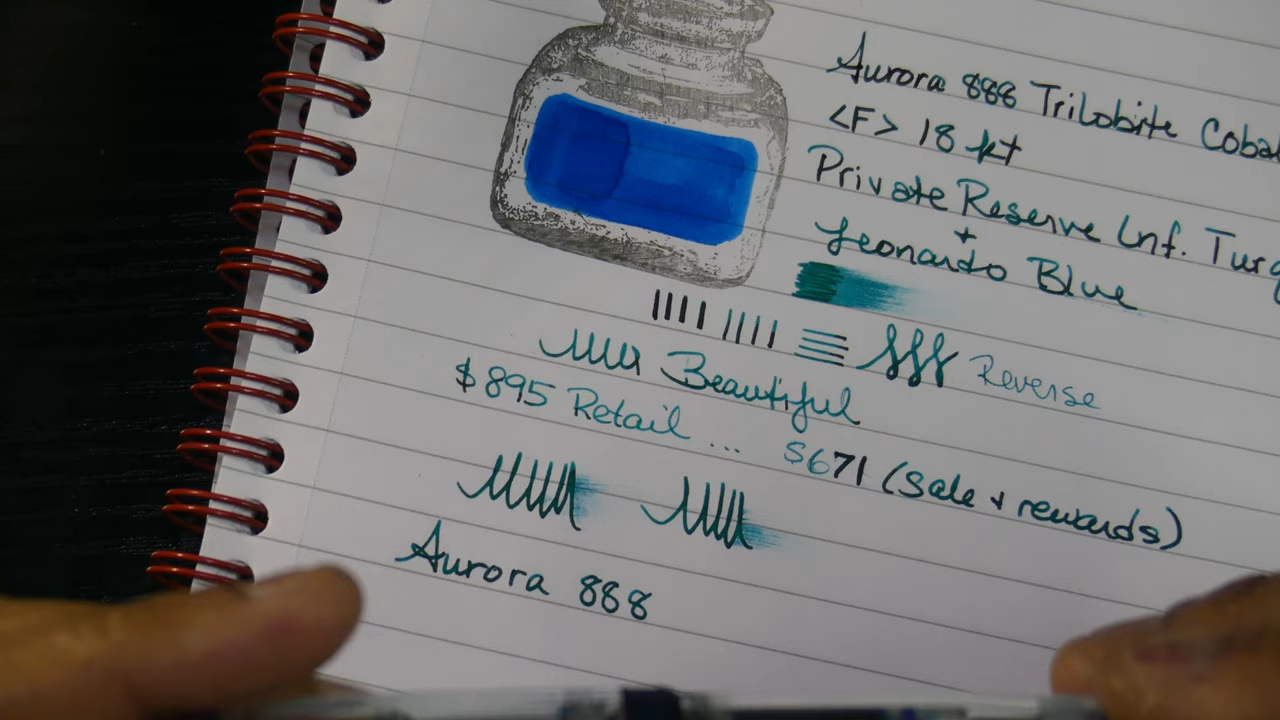 Aurora 888 Trilobite Coba
<F> 18 kt
Private Reserve Inf. Turq
+
Leonardo Blue
Reverse
Beautiful
$895 Retail ... $671 (Sale + rewards)
Aurora 888